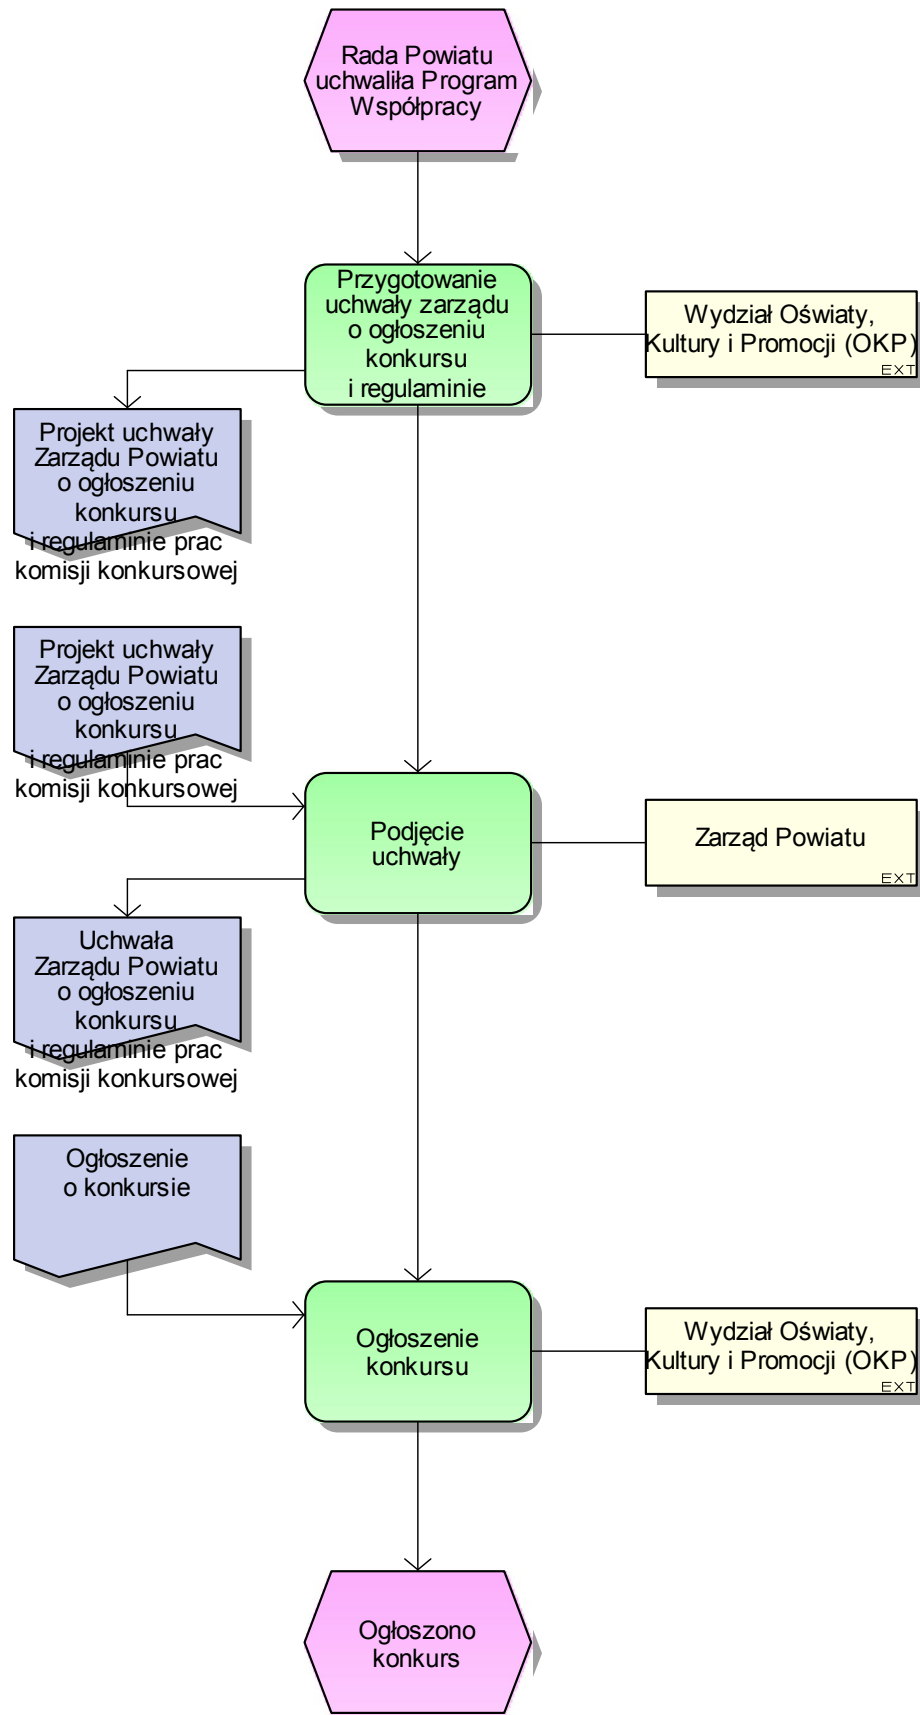 Rada Powiatu
uchwaliła Program
Współpracy
Przygotowanie
uchwały zarządu
o ogłoszeniu
konkursu
i regulaminie
Wydział Oświaty,
Kultury i Promocji (OKP)
EXT
Projekt uchwały
Zarządu Powiatu
o ogłoszeniu
konkursu
i regulaminie prac
komisji konkursowej
Projekt uchwały
Zarządu Powiatu
o ogłoszeniu
konkursu
i regulaminie prac
komisji konkursowej
Podjęcie
uchwały
Zarząd Powiatu
EXT
Uchwała
Zarządu Powiatu
o ogłoszeniu
konkursu
i regulaminie prac
komisji konkursowej
Ogłoszenie
o konkursie
Ogłoszenie
konkursu
Wydział Oświaty,
Kultury i Promocji (OKP)
EXT
Ogłoszono
konkurs